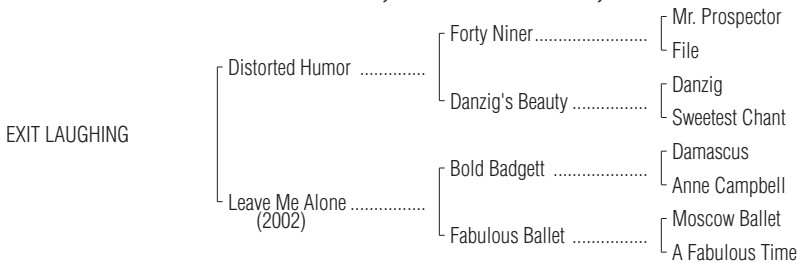 Mr. Prospector
Forty Niner..................
File
Distorted Humor ..............
Danzig
Danzig's Beauty ................
Sweetest Chant
EXIT LAUGHING
Damascus
Bold Badgett ...................
Anne Campbell
Leave Me Alone ................
(2002)
Moscow Ballet
Fabulous Ballet ................
A Fabulous Time